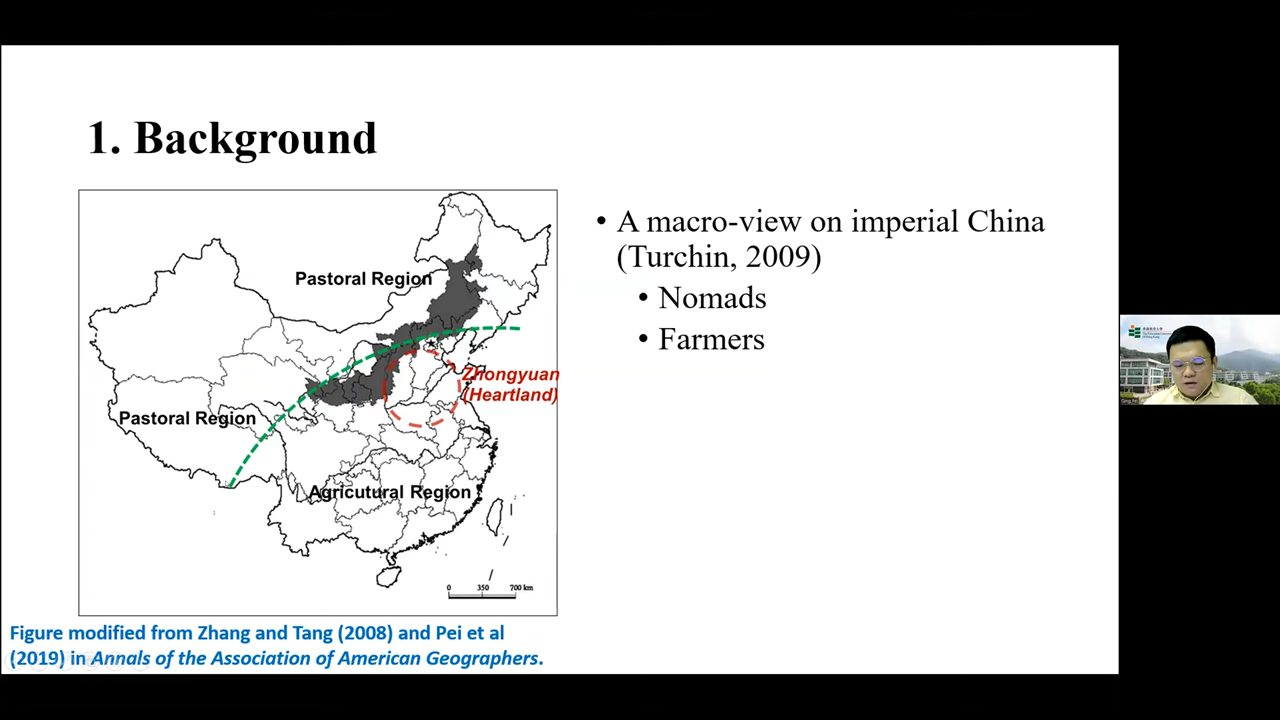 1. Background
Pastoral Region
Zhongyuan
(Heartland)
Pastoral Region
Agricutural Region
0 350 700 km
Figure modified from Zhang and Tang (2008) and Pei et al
(2019) in Annals of the Association of American Geographers.
• A macro-view on imperial China
(Turchin, 2009)
• Nomads
• Farmers